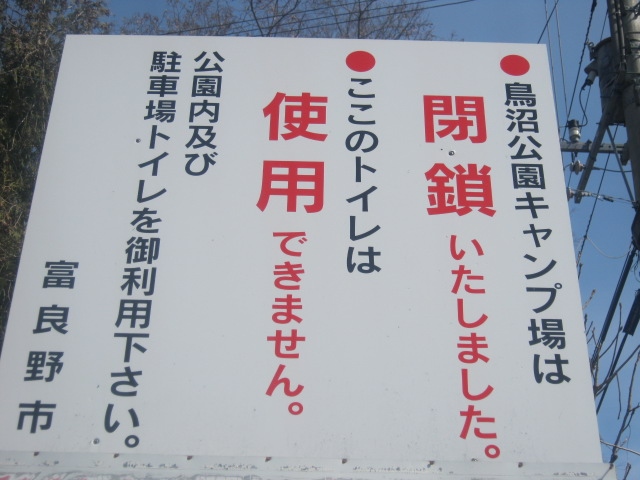 ●鳥沼公園キャンプ場は
閉鎖いたしました。
●ここのトイレは
使用できません。
公園内及び
駐車場トイレを御利用下さい。
富良野市